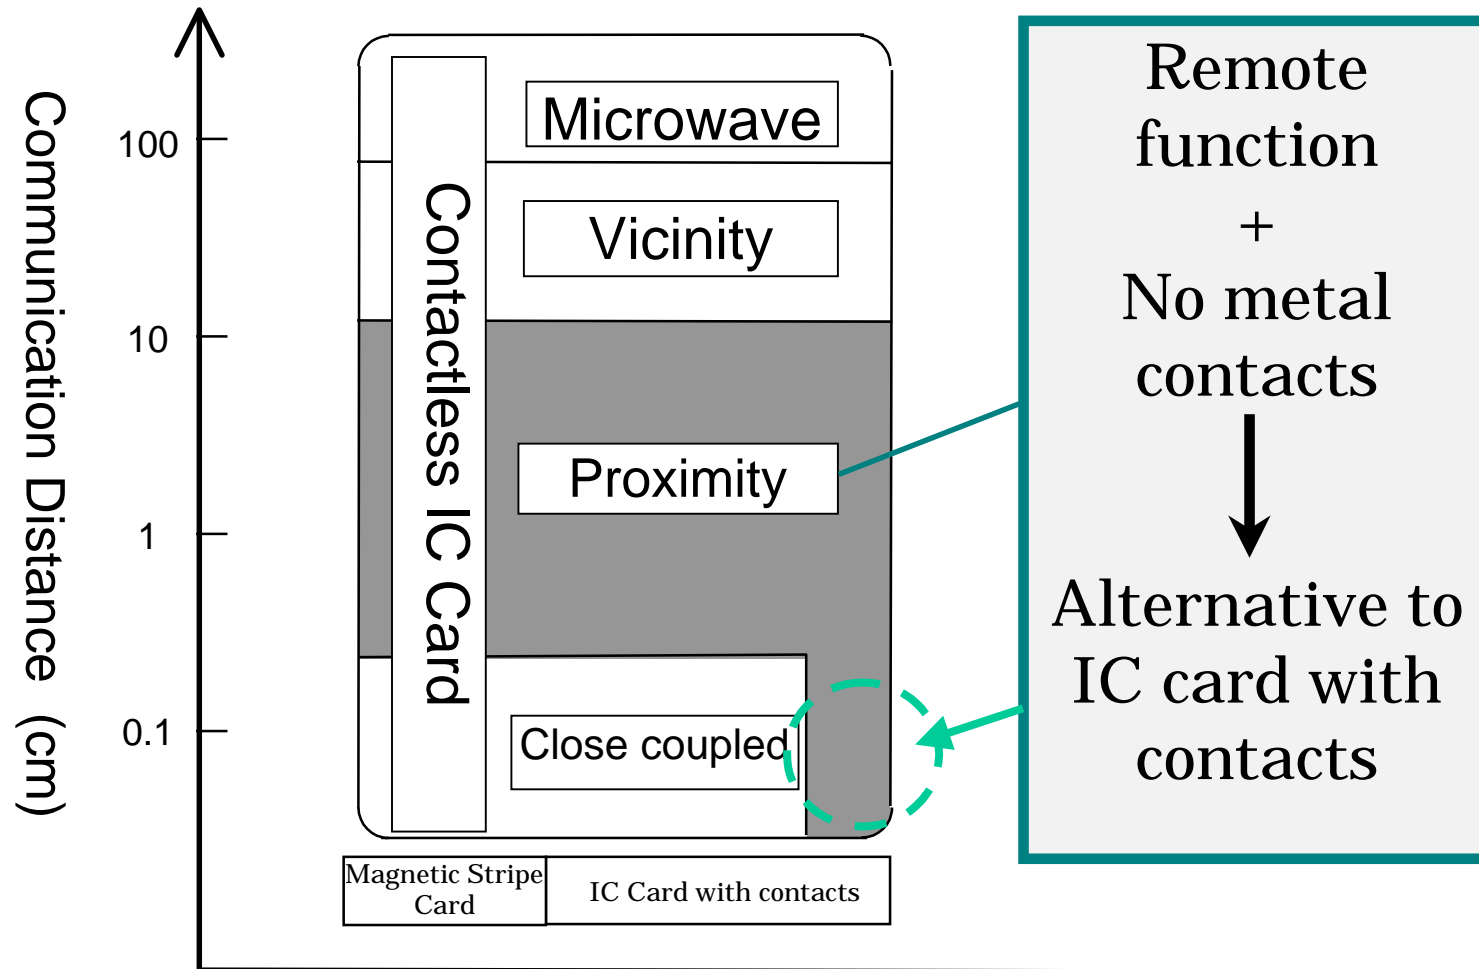 Communication Distance (cm)
100
10
1
0.1
Contactless IC Card
Microwave
Vicinity
Proximity
Close coupled
Magnetic Stripe
Card
IC Card with contacts
Remote
function
+
No metal
contacts
Alternative to
IC card with
contacts